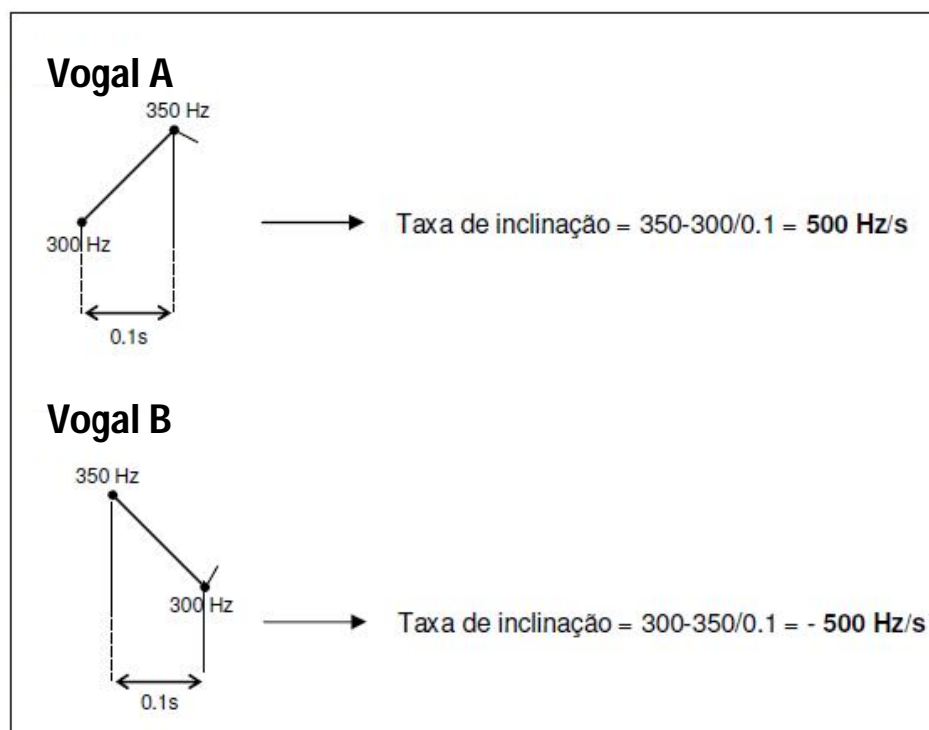 Vogal A
350 Hz
300 Hz
Taxa de inclinação = 350-300/0.1 = 500 Hz/s
0.1s
Vogal B
350 Hz
300 Hz
Taxa de inclinação = 300-350/0.1 = - 500 Hz/s
0.1s